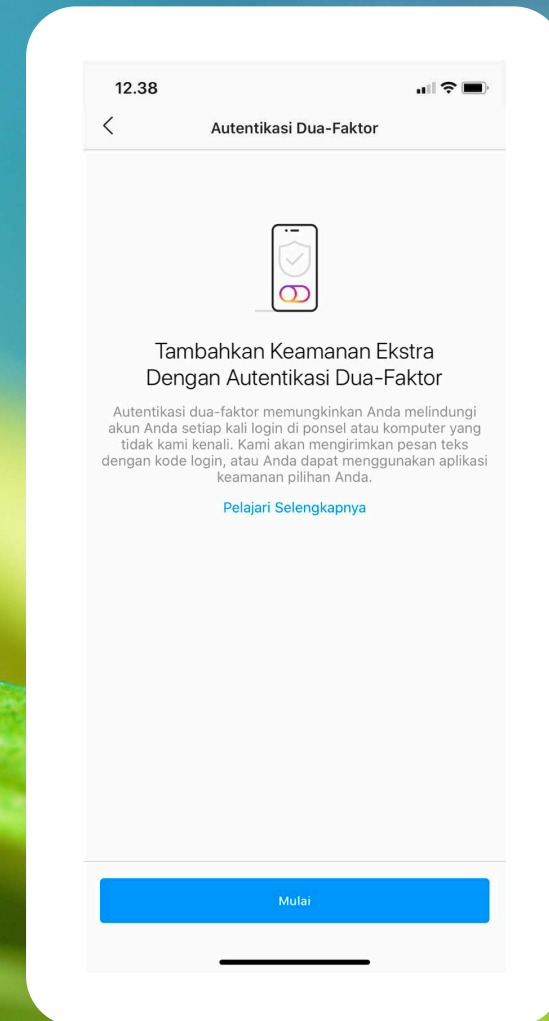 12.38
Autentikasi Dua-Faktor
Tambahkan Keamanan Ekstra
Dengan Autentikasi Dua-Faktor
Autentikasi dua-faktor memungkinkan Anda melindungi
akun Anda setiap kali login di ponsel atau komputer yang
tidak kami kenali. Kami akan mengirimkan pesan teks
dengan kode login, atau Anda dapat menggunakan aplikasi
keamanan pilihan Anda.
Pelajari Selengkapnya
Mulai